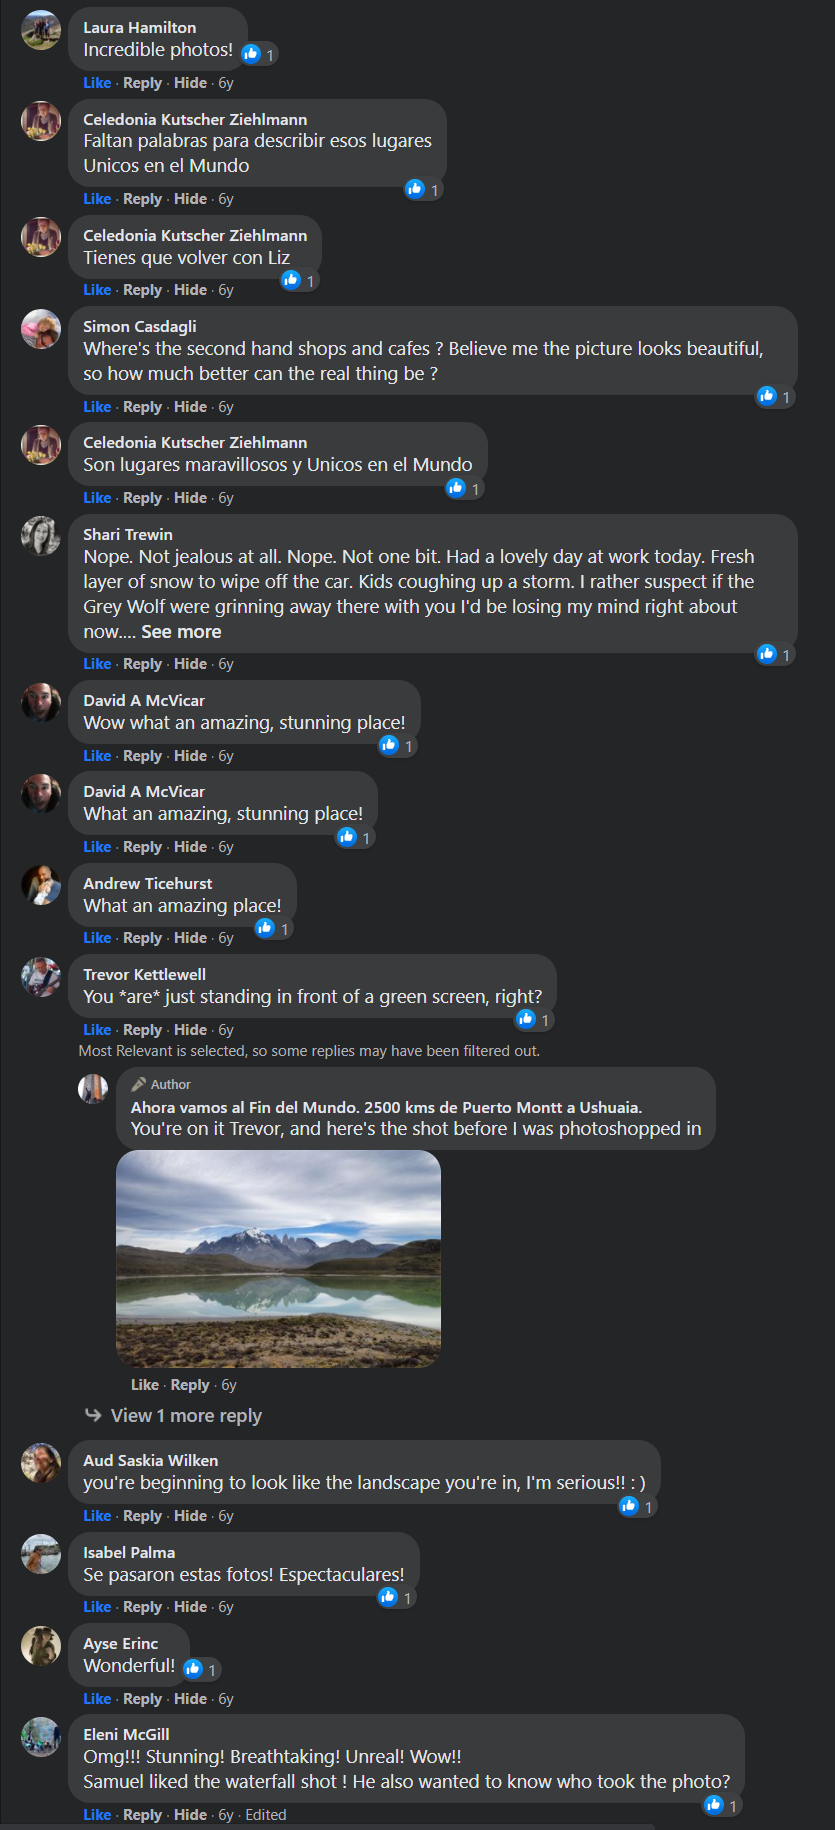 Laura Hamilton
Incredible photos!
1
Like · Reply · Hide · 6y
Celedonia Kutscher Ziehlmann
Faltan palabras para describir esos lugares
Unicos en el Mundo
1
Like · Reply · Hide · 6y
Celedonia Kutscher Ziehlmann
Tienes que volver con Liz
1
Like · Reply · Hide · 6y
Simon Casdagli
Where's the second hand shops and cafes ? Believe me the picture looks beautiful,
so how much better can the real thing be ?
1
Like · Reply · Hide · 6y
Celedonia Kutscher Ziehlmann
Son lugares maravillosos y Unicos en el Mundo
1
Like · Reply · Hide · 6y
Shari Trewin
Nope. Not jealous at all. Nope. Not one bit. Had a lovely day at work today. Fresh
layer of snow to wipe off the car. Kids coughing up a storm. I rather suspect if the
Grey Wolf were grinning away there with you I'd be losing my mind right about
now.... See more
1
Like · Reply · Hide · 6y
David A McVicar
Wow what an amazing, stunning place!
1
Like · Reply · Hide · 6y
David A McVicar
What an amazing, stunning place!
1
Like · Reply · Hide · 6y
Andrew Ticehurst
What an amazing place!
1
Like · Reply · Hide · 6y
Trevor Kettlewell
You *are* just standing in front of a green screen, right?
1
Like · Reply · Hide · 6y
Most Relevant is selected, so some replies may have been filtered out.
Author
Ahora vamos al Fin del Mundo. 2500 kms de Puerto Montt a Ushuaia.
You're on it Trevor, and here's the shot before I was photoshopped in
Like · Reply · 6y
View 1 more reply
Aud Saskia Wilken
you're beginning to look like the landscape you're in, I'm serious!! : )
1
Like · Reply · Hide · 6y
Isabel Palma
Se pasaron estas fotos! Espectaculares!
1
Like · Reply · Hide · 6y
Ayse Erinc
Wonderful!
1
Like · Reply · Hide · 6y
Eleni McGill
Omg!!! Stunning! Breathtaking! Unreal! Wow!!
Samuel liked the waterfall shot ! He also wanted to know who took the photo?
1
Like · Reply · Hide · 6y · Edited